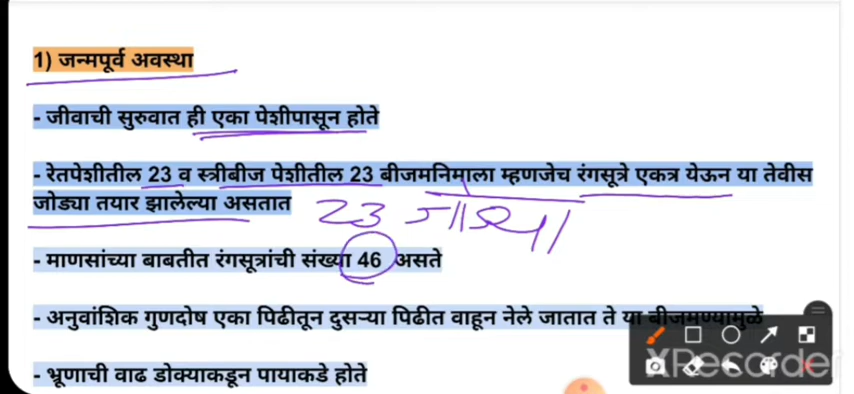 1) जन्मपूर्व अवस्था
- जीवाची सुरुवात ही एका पेशीपासून होते
- रेतपेशीतील 23 व स्त्रीबीज पेशीतील 23 बीजमनिमाला म्हणजेच रंगसूत्रे एकत्र येऊन या तेवीस
जोड्या तयार झालेल्या असतात
23 जोड्या
- माणसांच्या बाबतीत रंगसूत्रांची संख्या 46 असते
- अनुवांशिक गुणदोष एका पिढीतून दुसऱ्या पिढीत वाहून नेले जातात ते या बीजमण्यामुळे
XRecorder
- भ्रूणाची वाढ डोक्याकडून पायाकडे होते